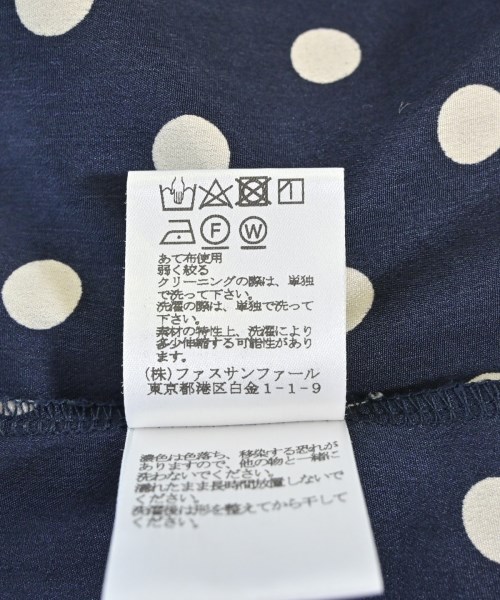 F W
あて布使用
弱く絞る
クリーニングの際は、単独
で洗って下さい。
洗濯の際は、単独で洗って
下さい。
素材の特性上、洗濯により
多少伸縮する可能性があり
ます。
(株)ファスサンファール
東京都港区白金1-1-9
濃色は色落ち、移染する恐れが
ありますので、他の物と一緒に
洗わないでください。
濡れたまま長時間放置しないで
ください。
洗濯後は形を整えてから干して
ください。